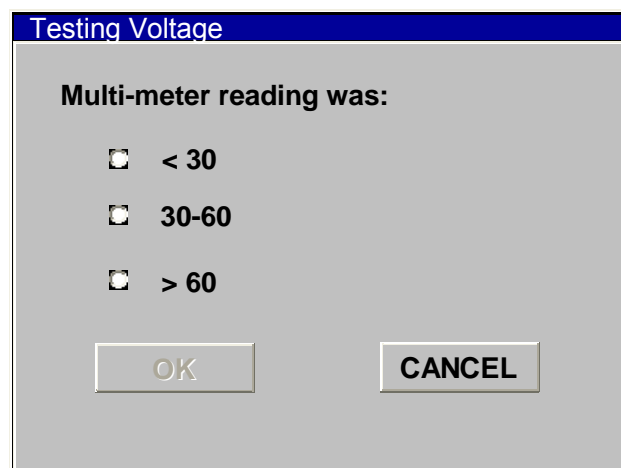 Testing Voltage
Multi-meter reading was:
< 30
30-60
> 60
OK
CANCEL